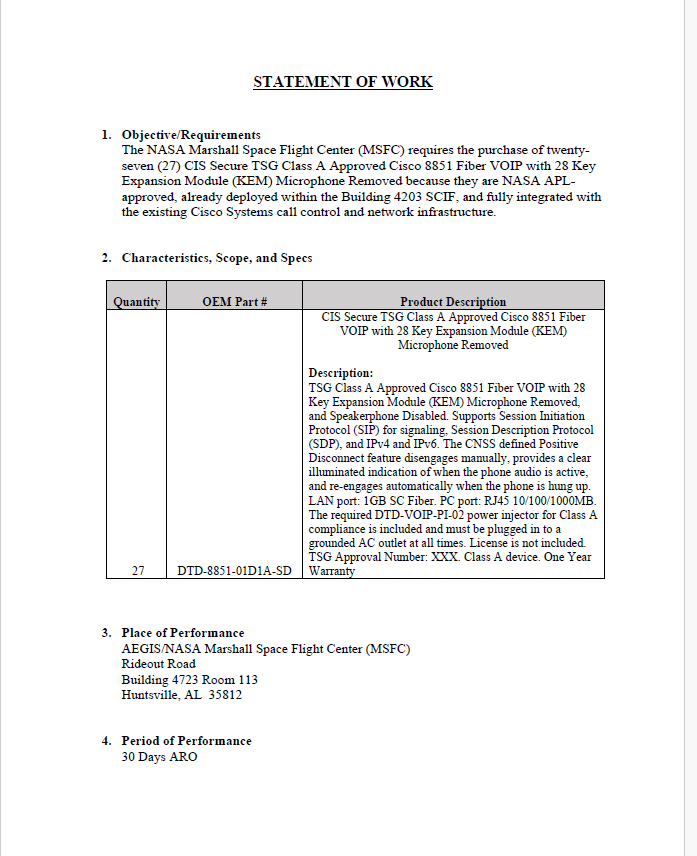 STATEMENT OF WORK
1. Objective/Requirements
The NASA Marshall Space Flight Center (MSFC) requires the purchase of twenty-
seven (27) CIS Secure TSG Class A Approved Cisco 8851 Fiber VOIP with 28 Key
Expansion Module (KEM) Microphone Removed because they are NASA APL-
approved, already deployed within the Building 4203 SCIF, and fully integrated with
the existing Cisco Systems call control and network infrastructure.
2. Characteristics, Scope, and Specs
Quantity OEM Part # Product Description
CIS Secure TSG Class A Approved Cisco 8851 Fiber
VOIP with 28 Key Expansion Module (KEM)
Microphone Removed
Description:
TSG Class A Approved Cisco 8851 Fiber VOIP with 28
Key Expansion Module (KEM) Microphone Removed,
and Speakerphone Disabled. Supports Session Initiation
Protocol (SIP) for signaling, Session Description Protocol
(SDP), and IPv4 and IPv6. The CNSS defined Positive
Disconnect feature disengages manually, provides a clear
illuminated indication of when the phone audio is active,
and re-engages automatically when the phone is hung up.
LAN port: 1GB SC Fiber. PC port: RJ45 10/100/1000MB.
The required DTD-VOIP-PI-02 power injector for Class A
compliance is included and must be plugged in to a
grounded AC outlet at all times. License is not included.
TSG Approval Number: XXX. Class A device. One Year
27 DTD-8851-01D1A-SD Warranty
3. Place of Performance
AEGIS/NASA Marshall Space Flight Center (MSFC)
Rideout Road
Building 4723 Room 113
Huntsville, AL 35812
4. Period of Performance
30 Days ARO